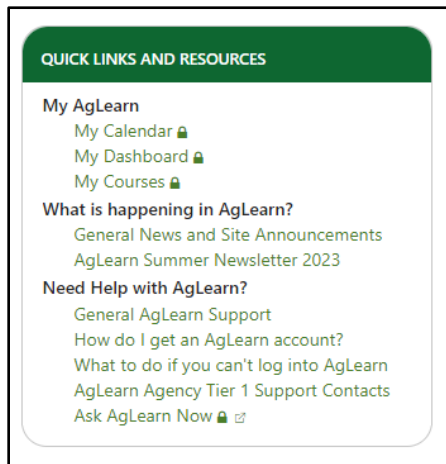 QUICK LINKS AND RESOURCES
My AgLearn
My Calendar
My Dashboard
My Courses
What is happening in AgLearn?
General News and Site Announcements
AgLearn Summer Newsletter 2023
Need Help with AgLearn?
General AgLearn Support
How do I get an AgLearn account?
What to do if you can't log into AgLearn
AgLearn Agency Tier 1 Support Contacts
Ask AgLearn Now